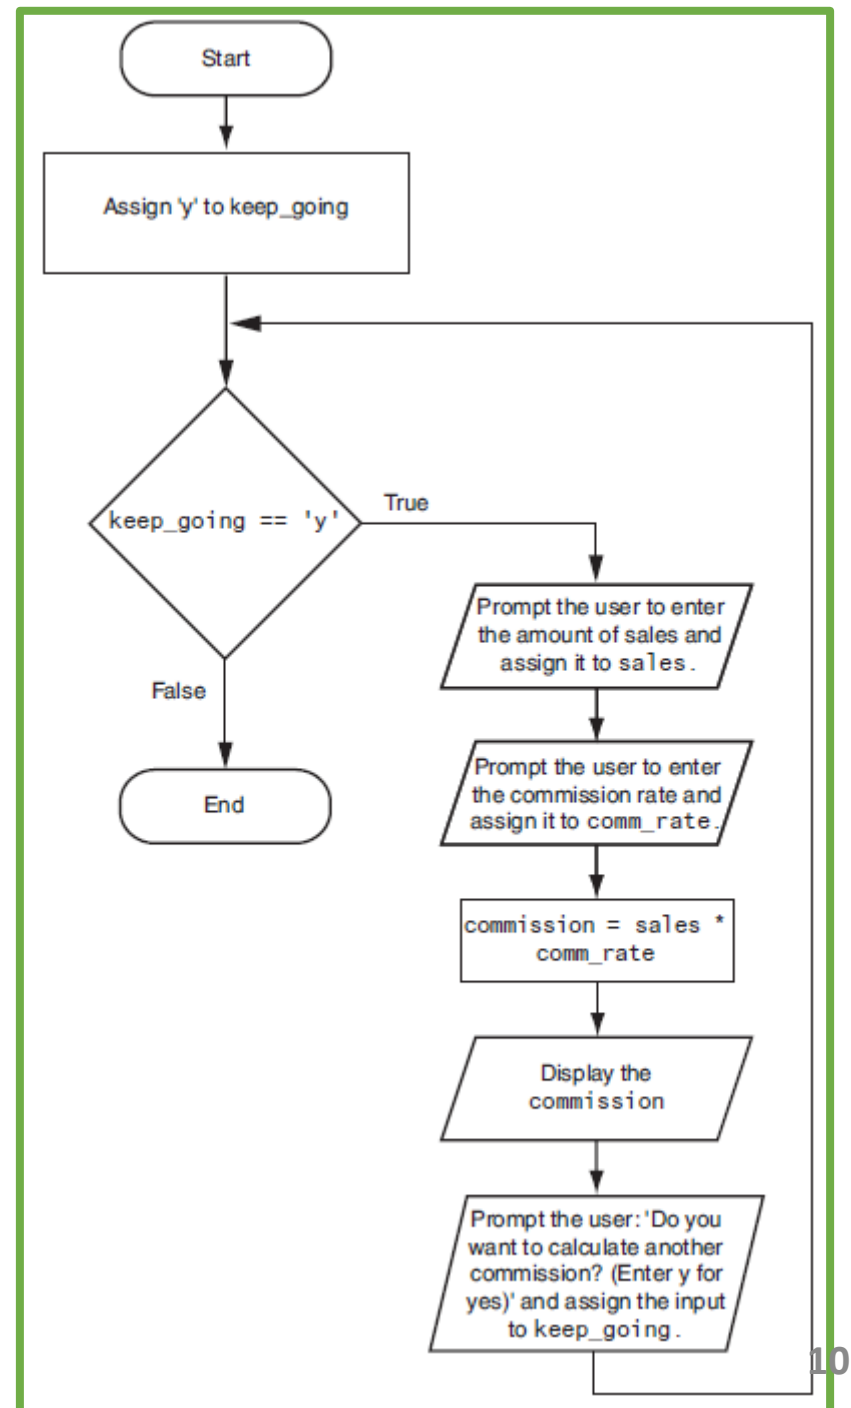 Start
Assign 'y' to keep_going
keep_going == 'y'
True
False
End
Prompt the user to enter
the amount of sales and
assign it to sales.
Prompt the user to enter
the commission rate and
assign it to comm_rate.
commission = sales *
comm_rate
Display the
commission
Prompt the user: 'Do you
want to calculate another
commission? (Enter y for
yes)' and assign the input
to keep_going.
10